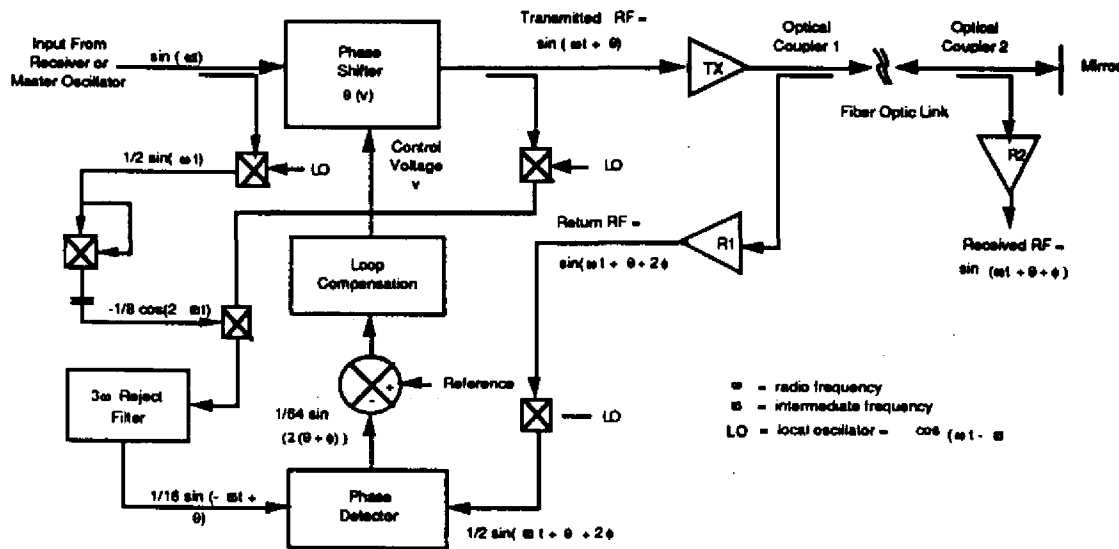 Input From
Receiver or
Master Oscillator
sin (ωt)
Phase
Shifter
θ (v)
Transmitted RF =
sin (ωt + θ)
TX
Optical
Coupler 1
Optical
Coupler 2
Mirror
Fiber Optic Link
R2
Received RF =
sin (ωt + θ + ϕ)
1/2 sin( ϖt)
LO
Control
Voltage
v
LO
Return RF =
sin(ωt + θ + 2ϕ
R1
Loop
Compensation
-1/8 cos(2 ϖt)
Reference
+
-
3ω Reject
Filter
1/64 sin
(2(θ + ϕ))
LO
ω = radio frequency
ϖ = intermediate frequency
LO = local oscillator = cos (ωt - ϖ
1/16 sin (- ϖt +
θ)
Phase
Detector
1/2 sin( ϖt + θ + 2ϕ